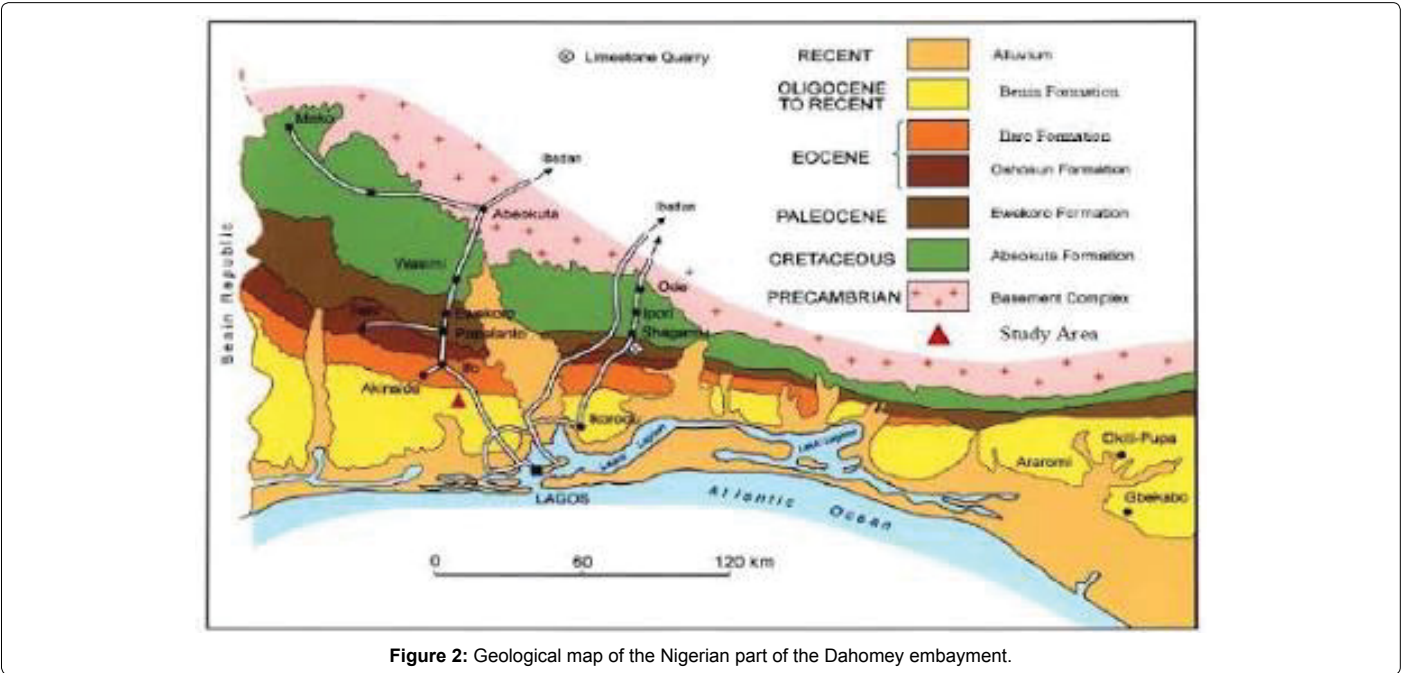 Limestone Quarry
RECENT
Alluvium
OLIGOCENE
TO RECENT
Benin Formation
EOCENE
Ilaro Formation
Oshosun Formation
PALEOCENE
Ewekoro Formation
CRETACEOUS
Abeokuta Formation
PRECAMBRIAN
Basement Complex
Study Area
Meko
Ibadan
Abeokuta
Ibadan
Wasimi
Ode
Ipori
Shagamu
Ewekoro
Papalanto
Ifo
Akinside
Ikorodu
Benin Republic
Lagos Lagoon
Lekki Lagoon
LAGOS
Atlantic Ocean
Okiti-Pupa
Araromi
Gbekebo
0 60 120 km
Figure 2: Geological map of the Nigerian part of the Dahomey embayment.